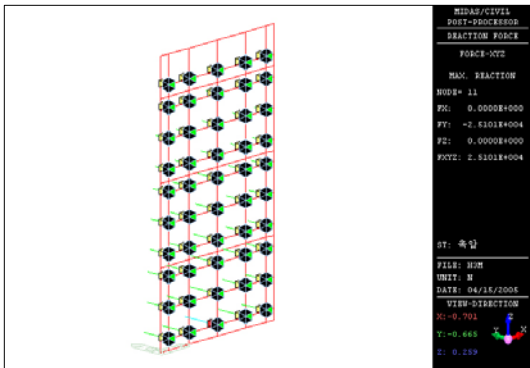 MIDAS/CIVIL
POST-PROCESSOR
REACTION FORCE
FORCE-XYZ
MAX. REACTION
NODE= 11
FX: 0.0000E+000
FY: -2.5101E+004
FZ: 0.0000E+000
FXYZ: 2.5101E+004
ST: 측압
FILE: H3M
UNIT: N
DATE: 04/15/2005
VIEW-DIRECTION
X:-0.701
Y:-0.665
Z: 0.259
Z
Y
X